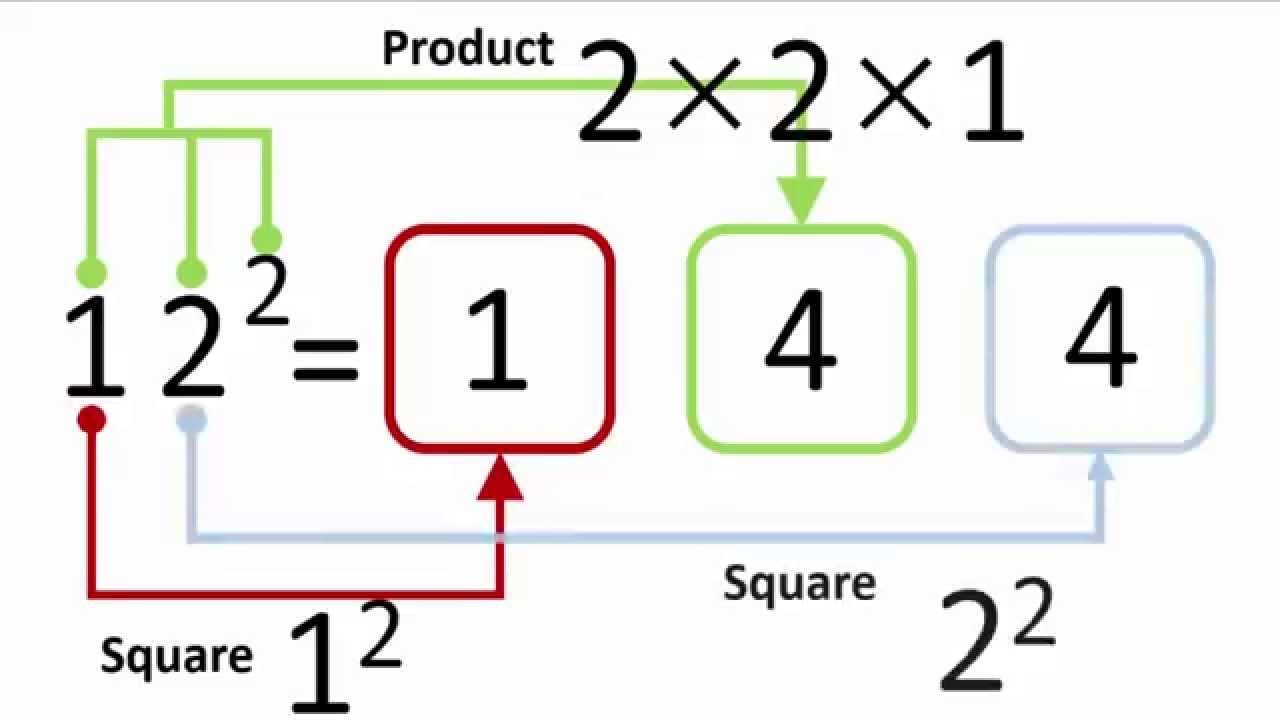 Product 2×2×1
12² = 1 4 4
Square 2²
Square 1²